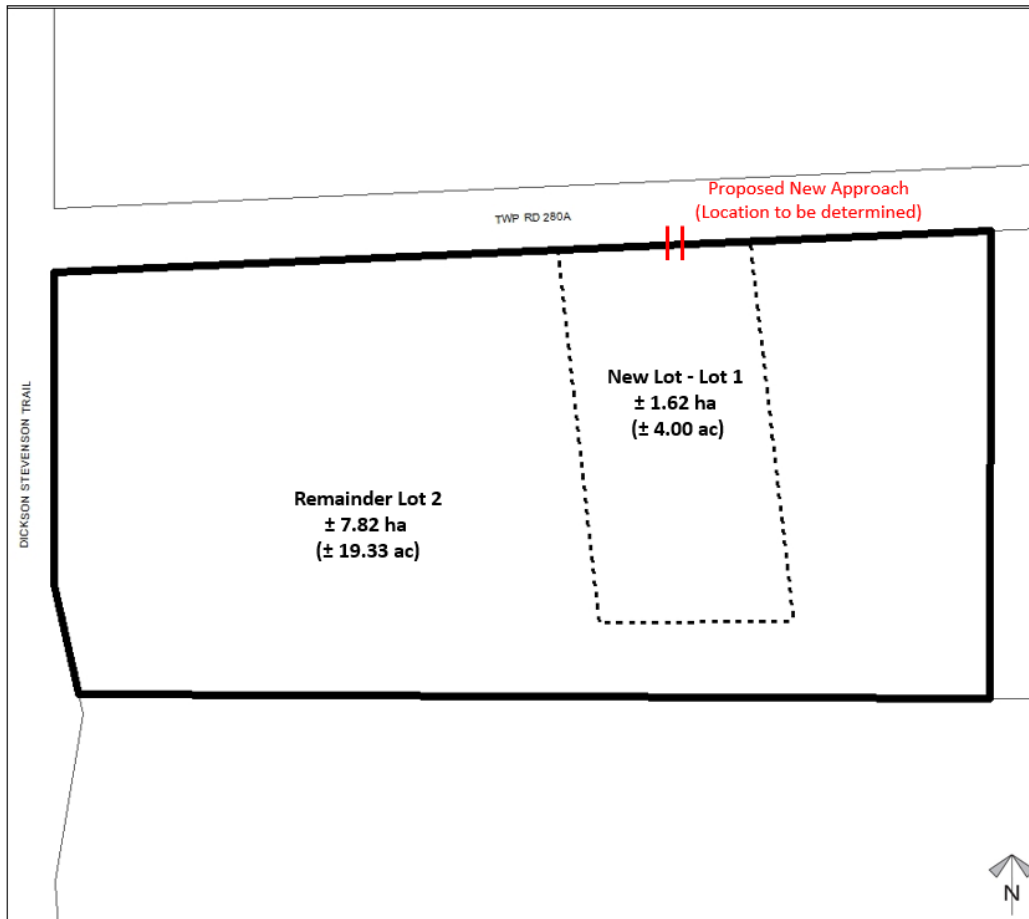 Proposed New Approach
(Location to be determined)
TWP RD 280A
New Lot - Lot 1
± 1.62 ha
(± 4.00 ac)
DICKSON STEVENSON TRAIL
Remainder Lot 2
± 7.82 ha
(± 19.33 ac)
N